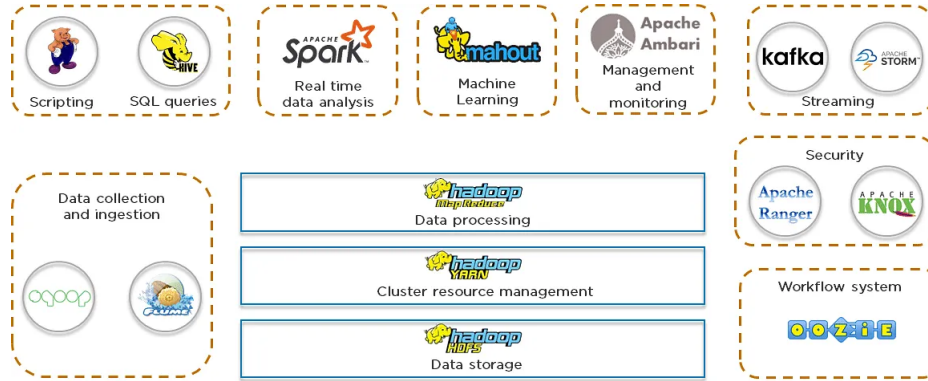 Scripting
HIVE
SQL queries
APACHE
Spark
Real time
data analysis
mahout
Machine
Learning
Apache
Ambari
Management
and
monitoring
kafka
APACHE
STORM
Streaming
Security
Apache
Ranger
APACHE
KNOX
Data collection
and ingestion
sqoop
FLUME
hadoop
Map Reduce
Data processing
hadoop
YARN
Cluster resource management
hadoop
HDFS
Data storage
Workflow system
OOZiE